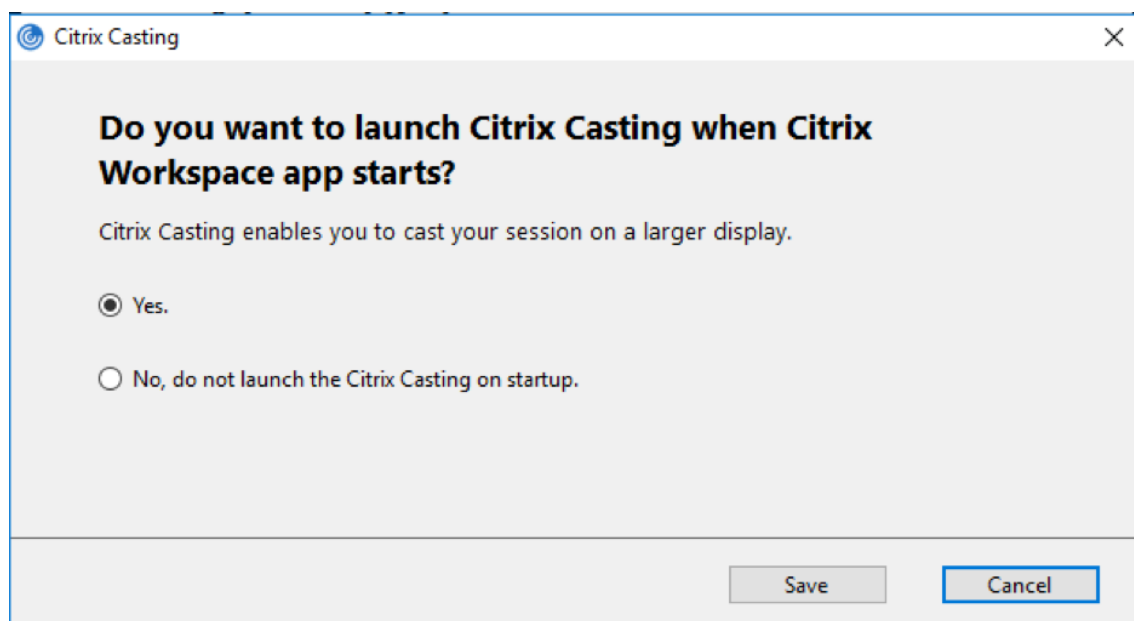 Citrix Casting
Do you want to launch Citrix Casting when Citrix
Workspace app starts?
Citrix Casting enables you to cast your session on a larger display.
Yes.
No, do not launch the Citrix Casting on startup.
Save
Cancel